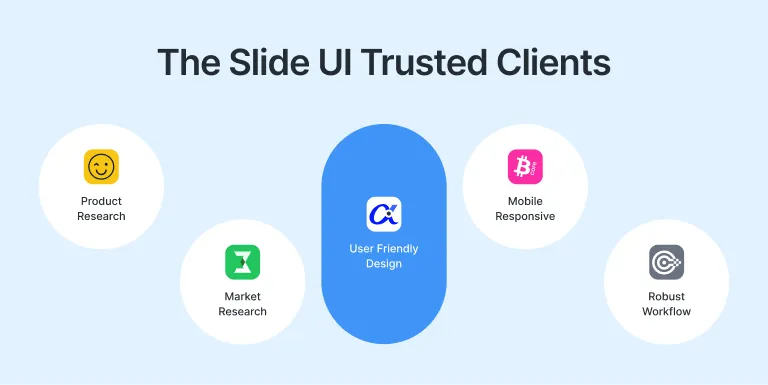 The Slide UI Trusted Clients
Product
Research
Market
Research
User Friendly
Design
Mobile
Responsive
Robust
Workflow